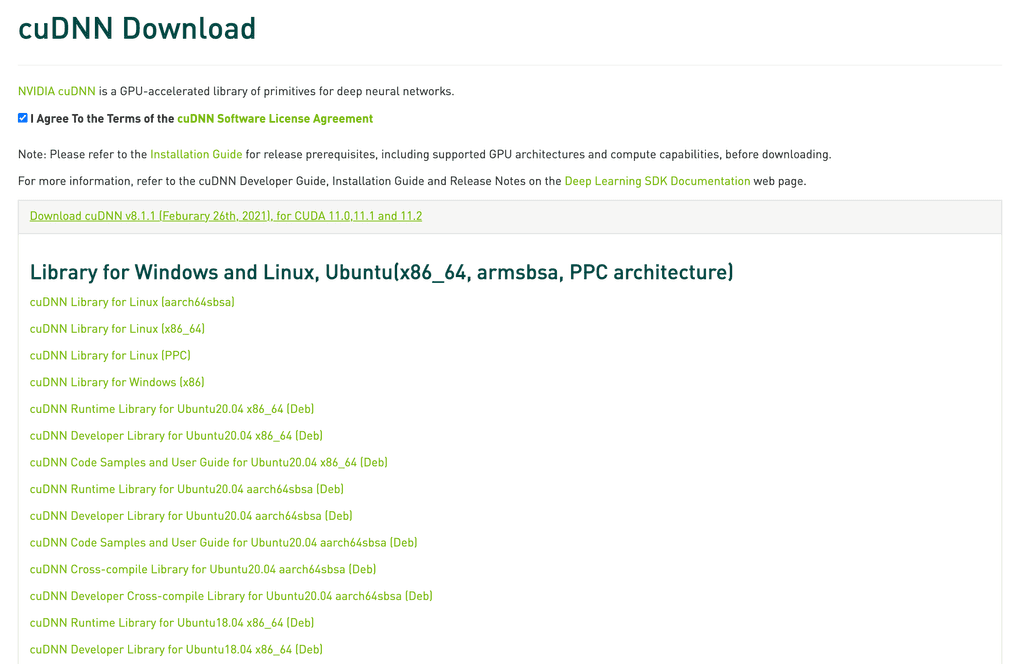 cuDNN Download
NVIDIA cuDNN is a GPU-accelerated library of primitives for deep neural networks.
I Agree To the Terms of the cuDNN Software License Agreement
Note: Please refer to the Installation Guide for release prerequisites, including supported GPU architectures and compute capabilities, before downloading.
For more information, refer to the cuDNN Developer Guide, Installation Guide and Release Notes on the Deep Learning SDK Documentation web page.
Download cuDNN v8.1.1 (Feburary 26th, 2021), for CUDA 11.0,11.1 and 11.2
Library for Windows and Linux, Ubuntu(x86_64, armsbsa, PPC architecture)
cuDNN Library for Linux (aarch64sbsa)
cuDNN Library for Linux (x86_64)
cuDNN Library for Linux (PPC)
cuDNN Library for Windows (x86)
cuDNN Runtime Library for Ubuntu20.04 x86_64 (Deb)
cuDNN Developer Library for Ubuntu20.04 x86_64 (Deb)
cuDNN Code Samples and User Guide for Ubuntu20.04 x86_64 (Deb)
cuDNN Runtime Library for Ubuntu20.04 aarch64sbsa (Deb)
cuDNN Developer Library for Ubuntu20.04 aarch64sbsa (Deb)
cuDNN Code Samples and User Guide for Ubuntu20.04 aarch64sbsa (Deb)
cuDNN Cross-compile Library for Ubuntu20.04 aarch64sbsa (Deb)
cuDNN Developer Cross-compile Library for Ubuntu20.04 aarch64sbsa (Deb)
cuDNN Runtime Library for Ubuntu18.04 x86_64 (Deb)
cuDNN Developer Library for Ubuntu18.04 x86_64 (Deb)